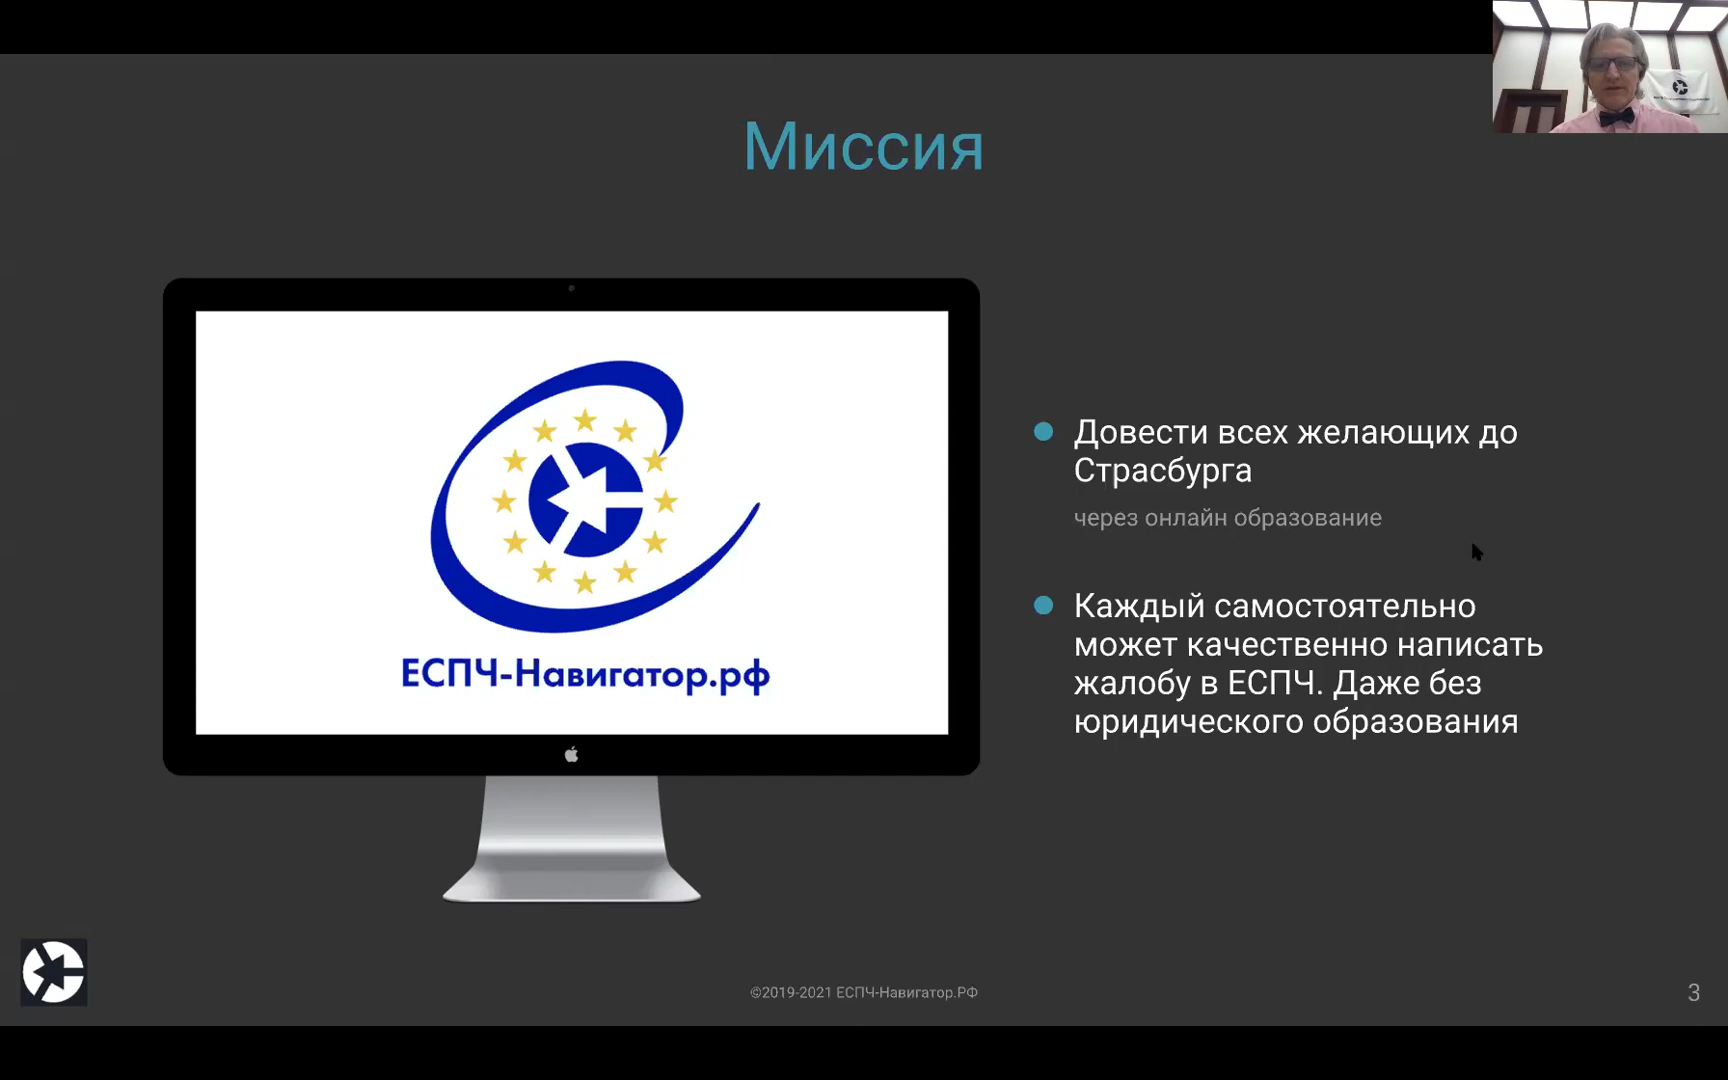 Миссия
ЕСПЧ-Навигатор.рф
Довести всех желающих до
Страсбурга
через онлайн образование
Каждый самостоятельно
может качественно написать
жалобу в ЕСПЧ. Даже без
юридического образования
©2019-2021 ЕСПЧ-Навигатор.РФ
3